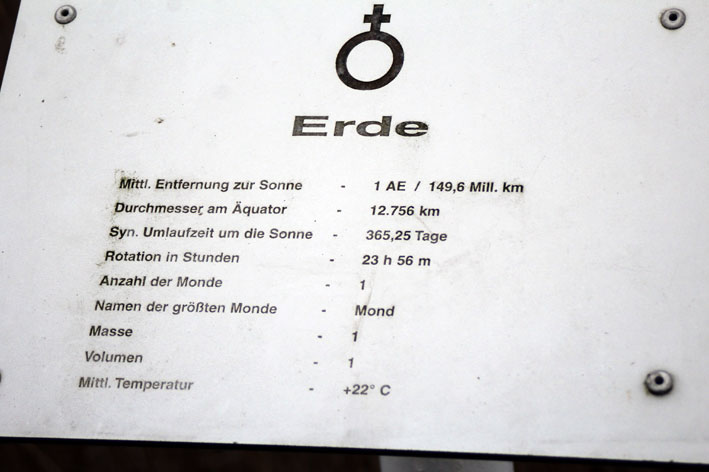 Erde
Mittl. Entfernung zur Sonne - 1 AE / 149,6 Mill. km
Durchmesser am Äquator - 12.756 km
Syn. Umlaufzeit um die Sonne - 365,25 Tage
Rotation in Stunden - 23 h 56 m
Anzahl der Monde - 1
Namen der größten Monde - Mond
Masse - 1
Volumen - 1
Mittl. Temperatur - +22° C